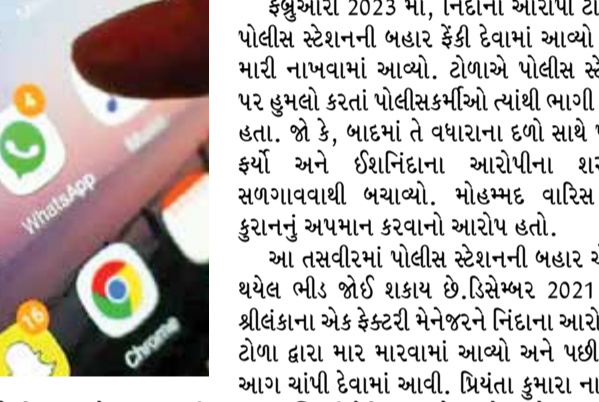 4
WhatsApp
16
Chrome
ફેબ્રુઆરી 2023 માં, નિંદાના આરોપી
પોલીસ સ્ટેશનની બહાર ફેંકી દેવામાં આવ્યો
મારી નાખવામાં આવ્યો. ટોળાએ પોલીસ
પર હુમલો કરતાં પોલીસકર્મીઓ ત્યાંથી ભાગી
હતા. જો કે, બાદમાં તે વધારાના દળો સાથે
ફર્યો અને ઈશનિંદાના આરોપીના
સળગાવવાથી બચાવ્યો. મોહમ્મદ વારિસ
કુરાનનું અપમાન કરવાનો આરોપ હતો.
આ તસવીરમાં પોલીસ સ્ટેશનની બહાર
થયેલ ભીડ જોઈ શકાય છે.ડિસેમ્બર 2021
શ્રીલંકાના એક ફેક્ટરી મેનેજરને નિંદાના
ટોળા દ્વારા માર મારવામાં આવ્યો અને પછી
આગ ચાંપી દેવામાં આવી. પ્રિયંતા કુમારા